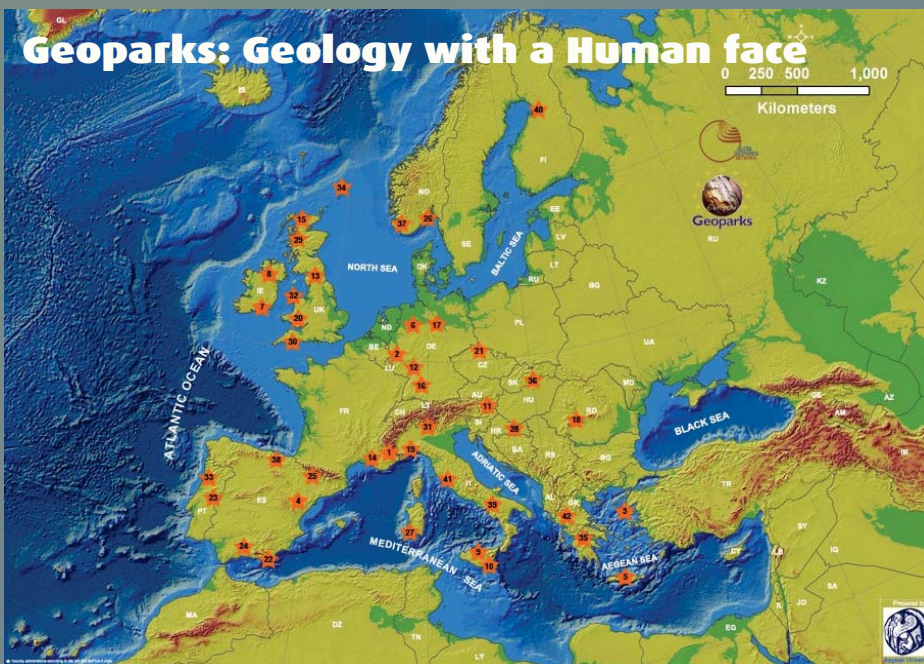 Geoparks: Geology with a Human face
GL
IS
0 250 500 1,000
Kilometers
Geoparks
40
FI
34
NO
15
37
26
29
EE
SE
LV
RU
NORTH SEA
BALTIC SEA
DK
LT
8
13
RU
KZ
IE
32
BG
7
20
UK
ND
6
17
PL
30
BE
DE
UA
2
21
LU
12
CZ
ATLANTIC OCEAN
16
SK
36
MD
AU
HU
FR
CH
LT
11
RO
GE
AZ
SI
18
31
HR
28
BLACK SEA
AM
14
1
19
BA
RS
IR
38
ADRIATIC SEA
BG
33
25
41
IT
TR
23
ES
4
39
AL
GR
3
PT
42
27
35
SY
24
MEDITERRANEAN SEA
9
AEGEAN SEA
CY
22
10
5
LB
IQ
SA
IL
JO
MA
DZ
TN
EG
LY
Prepared by